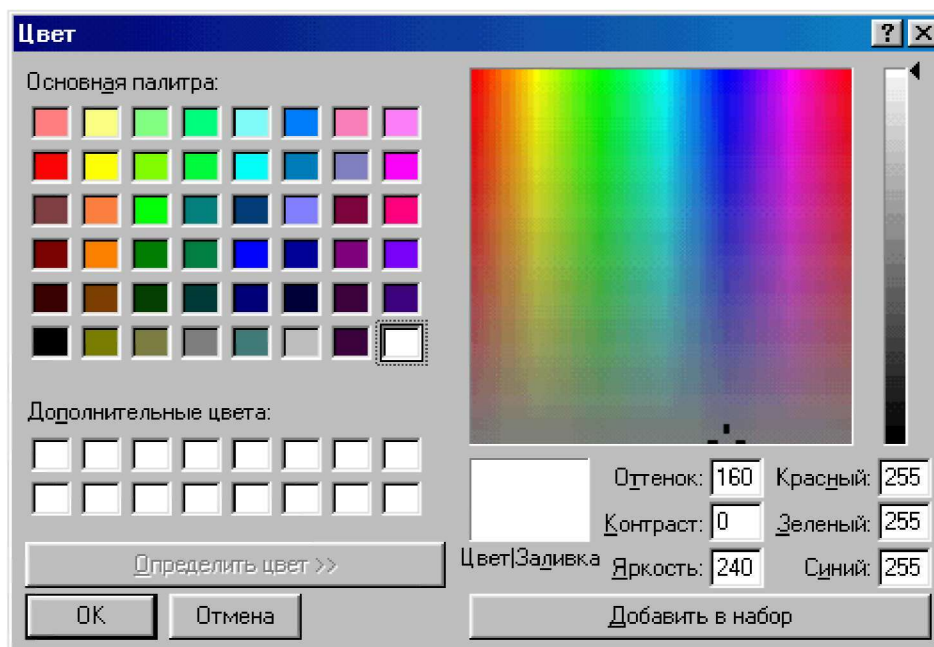 Цвет
Основная палитра:
Дополнительные цвета:
Определить цвет >>
OK
Отмена
Цвет|Заливка
Оттенок: 160
Контраст: 0
Яркость: 240
Красный: 255
Зеленый: 255
Синий: 255
Добавить в набор